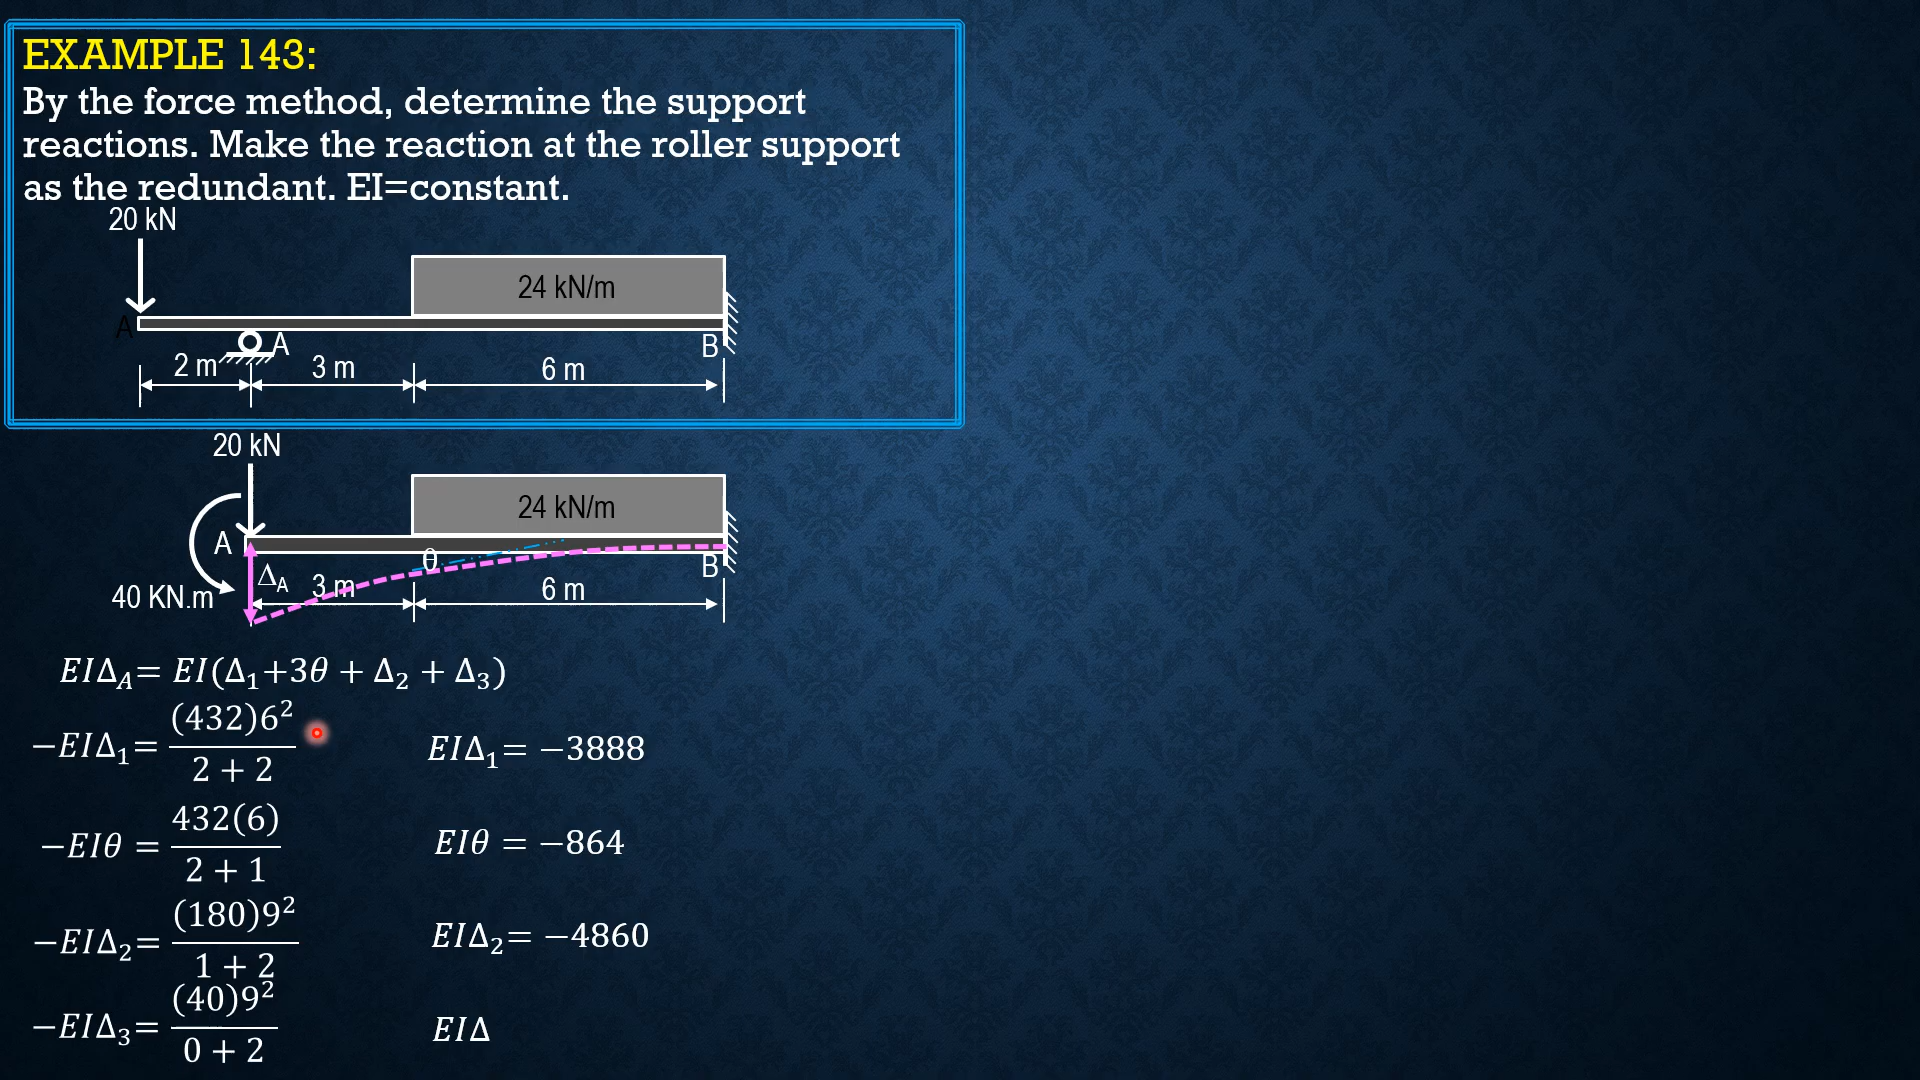 EXAMPLE 143:
By the force method, determine the support
reactions. Make the reaction at the roller support
as the redundant. EI=constant.
20 kN
24 kN/m
A
A
B
2 m
3 m
6 m
20 kN
24 kN/m
A
θ
B
Δ_A
3 m
6 m
40 KN.m
EIΔ_A= EI(Δ_1+3θ + Δ_2 + Δ_3)
−EIΔ_1= (432)6^2 / 2 + 2
EIΔ_1= −3888
−EIθ = 432(6) / 2 + 1
EIθ = −864
−EIΔ_2= (180)9^2 / 1 + 2
EIΔ_2= −4860
−EIΔ_3= (40)9^2 / 0 + 2
EIΔ